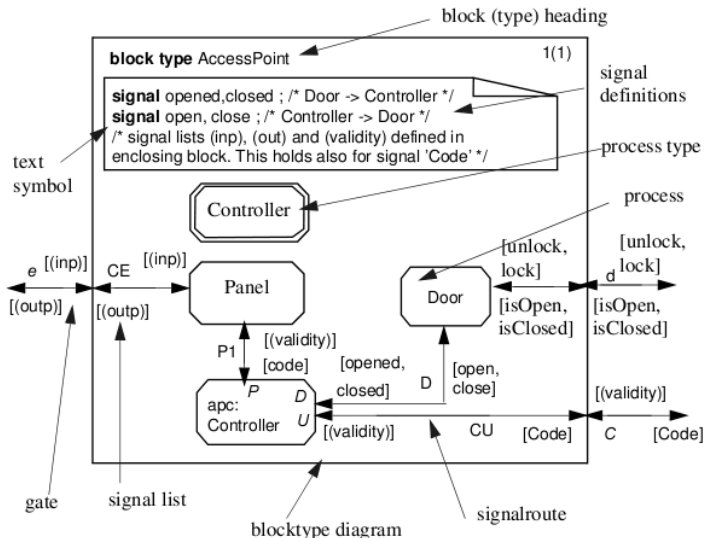 block (type) heading
block type AccessPoint
1(1)
signal opened,closed ; /* Door -> Controller */
signal open, close ; /* Controller -> Door */
/* signal lists (inp), (out) and (validity) defined in
enclosing block. This holds also for signal 'Code' */
signal
definitions
text
symbol
process type
Controller
process
e
[(inp)]
CE
[(inp)]
Panel
[(outp)]
[(outp)]
Door
[unlock,
lock]
d
[unlock,
lock]
[isOpen,
isClosed]
[isOpen,
isClosed]
P1
[(validity)]
[code]
[opened,
closed]
D
[open,
close]
P
D
U
apc:
Controller
[(validity)]
CU
[Code]
[(validity)]
C
[Code]
gate
signal list
blocktype diagram
signalroute